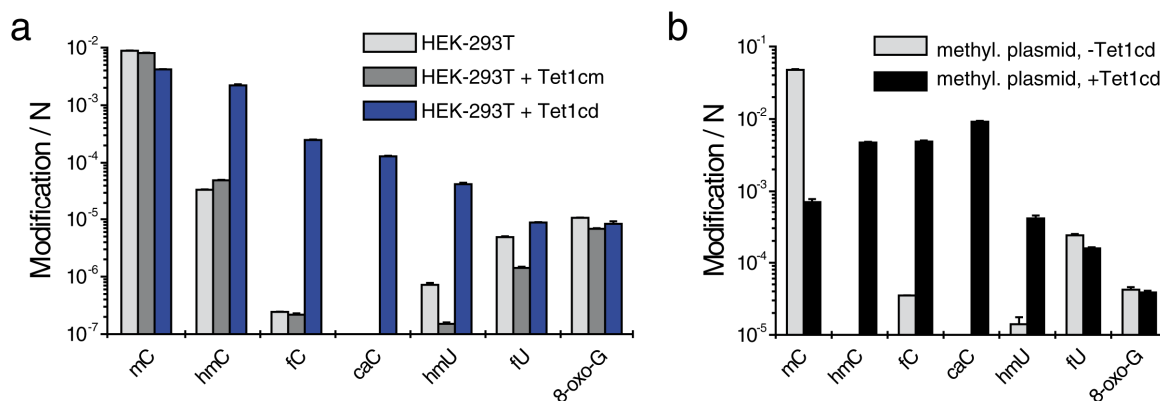 a
Modification / N
10-2
10-3
10-4
10-5
10-6
10-7
HEK-293T
HEK-293T + Tet1cm
HEK-293T + Tet1cd
mC
hmC
fC
caC
hmU
fU
8-oxo-G
b
Modification / N
10-1
10-2
10-3
10-4
10-5
methyl. plasmid, -Tet1cd
methyl. plasmid, +Tet1cd
mC
hmC
fC
caC
hmU
fU
8-oxo-G